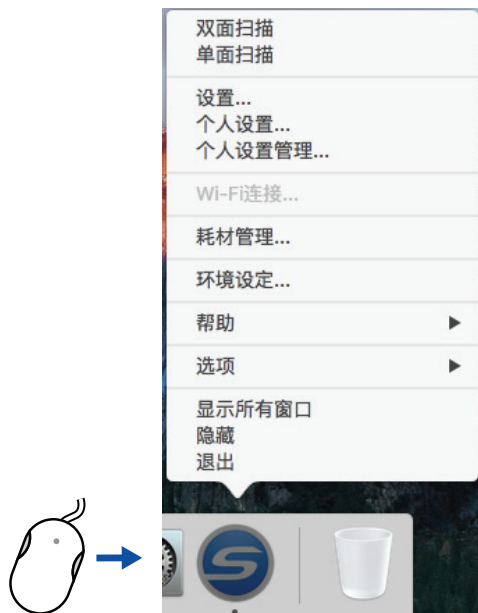 双面扫描
单面扫描
设置...
个人设置...
个人设置管理...
Wi-Fi连接...
耗材管理...
环境设定...
帮助
选项
显示所有窗口
隐藏
退出
S